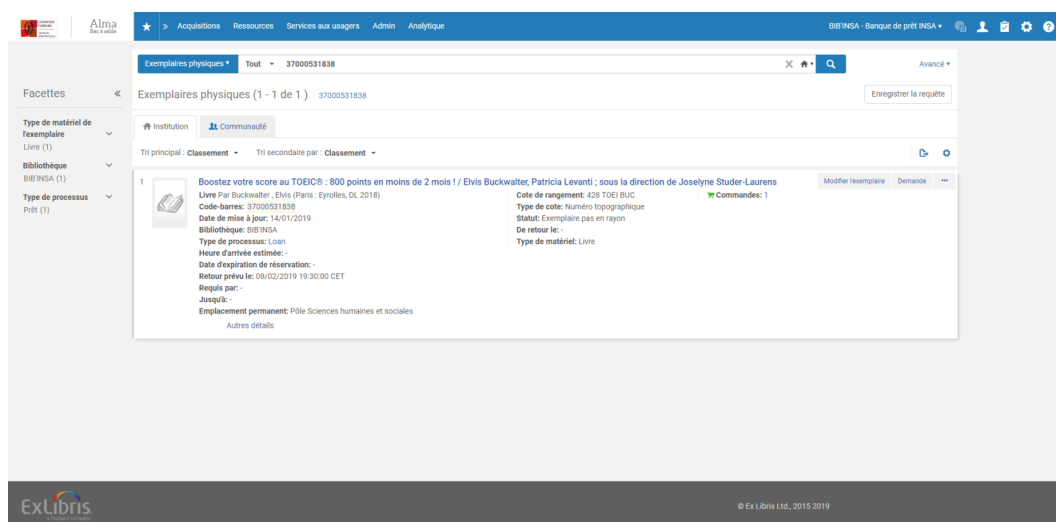 Alma
Bac à sable
Acquisitions Ressources Services aux usagers Admin Analytique
BIB'INSA - Banque de prêt INSA
Exemplaires physiques Tout 37000531838
Avancé
Facettes
Exemplaires physiques (1 - 1 de 1 ) 37000531838
Enregistrer la requête
Type de matériel de
l'exemplaire
Livre (1)
Bibliothèque
BIB'INSA (1)
Type de processus
Prêt (1)
Institution Communauté
Tri principal : Classement Tri secondaire par : Classement
1 Boostez votre score au TOEIC® : 800 points en moins de 2 mois ! / Elvis Buckwalter, Patricia Levanti ; sous la direction de Joselyne Studer-Laurens
Modifier l'exemplaire Demande ...
Livre Par Buckwalter , Elvis (Paris : Eyrolles, DL 2018)
Code-barres: 37000531838
Date de mise à jour: 14/01/2019
Bibliothèque: BIB'INSA
Type de processus: Loan
Heure d'arrivée estimée: -
Date d'expiration de réservation: -
Retour prévu le: 08/02/2019 19:30:00 CET
Requis par: -
Jusqu'à: -
Emplacement permanent: Pôle Sciences humaines et sociales
Autres détails
Cote de rangement: 428 TOEI BUC
Type de cote: Numéro topographique
Statut: Exemplaire pas en rayon
De retour le: -
Type de matériel: Livre
Commandes: 1
ExLibris
© Ex Libris Ltd., 2015 2019